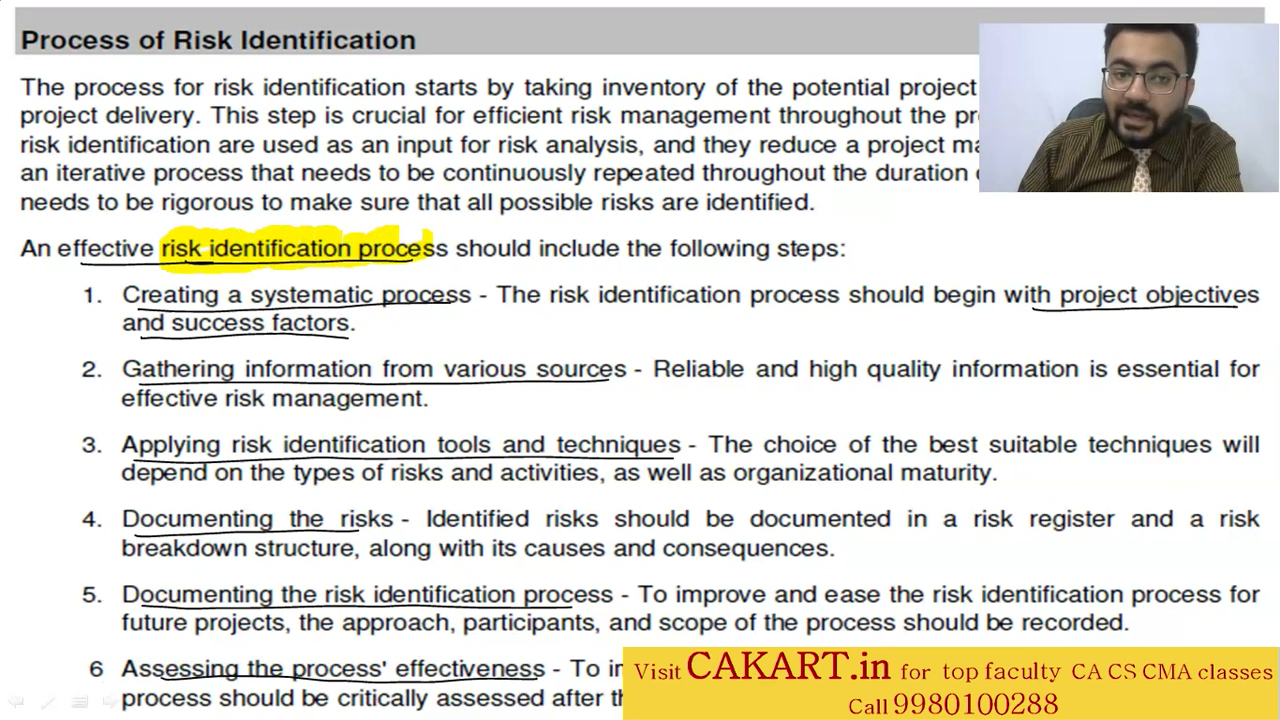 Process of Risk Identification
The process for risk identification starts by taking inventory of the potential project
project delivery. This step is crucial for efficient risk management throughout the
risk identification are used as an input for risk analysis, and they reduce a project
an iterative process that needs to be continuously repeated throughout the duration
needs to be rigorous to make sure that all possible risks are identified.
An effective risk identification process should include the following steps:
1. Creating a systematic process - The risk identification process should begin with project objectives
and success factors.
2. Gathering information from various sources - Reliable and high quality information is essential for
effective risk management.
3. Applying risk identification tools and techniques - The choice of the best suitable techniques will
depend on the types of risks and activities, as well as organizational maturity.
4. Documenting the risks - Identified risks should be documented in a risk register and a risk
breakdown structure, along with its causes and consequences.
5. Documenting the risk identification process - To improve and ease the risk identification process for
future projects, the approach, participants, and scope of the process should be recorded.
6 Assessing the process' effectiveness - To
process should be critically assessed after
Visit CAKART.in for top faculty CA CS CMA classes
Call 9980100288